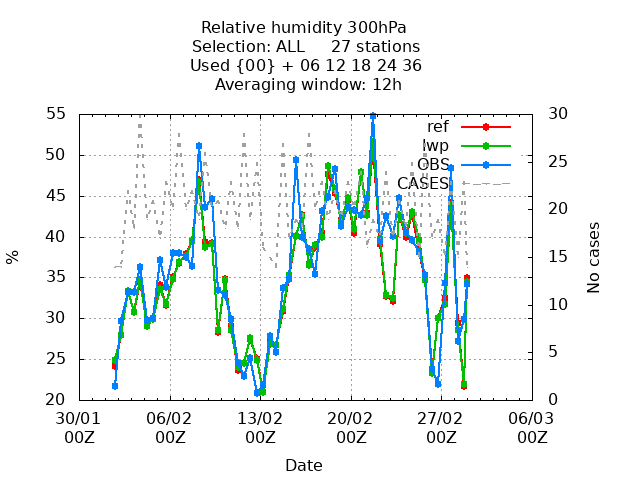 Relative humidity 300hPa
Selection: ALL 27 stations
Used {00} + 06 12 18 24 36
Averaging window: 12h
55
50
45
40
35
30
25
20
%
30
25
20
15
10
5
0
No cases
ref
lwp
OBS
CASES
30/01 06/02 13/02 20/02 27/02 06/03
00Z 00Z 00Z 00Z 00Z 00Z
Date